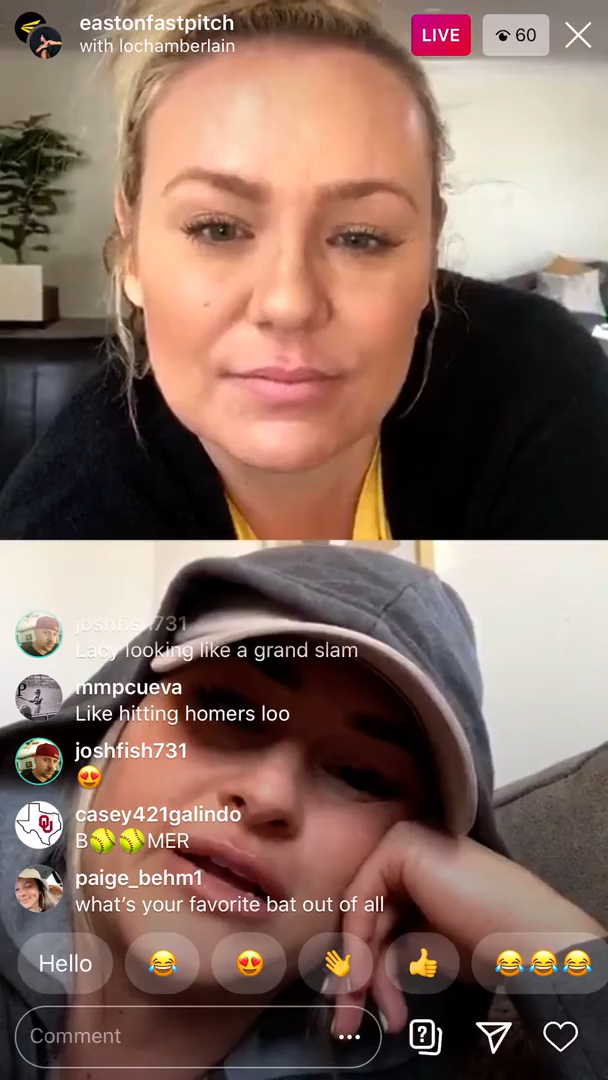 eastonfastpitch
with lochamberlain
LIVE
60
joshfish731
Lacy looking like a grand slam
mmpcueva
Like hitting homers loo
joshfish731
😍
casey421galindo
B🥎🥎MER
paige_behm1
what's your favorite bat out of all
Hello 😂 😍 👋 👍 😂😂😂
Comment